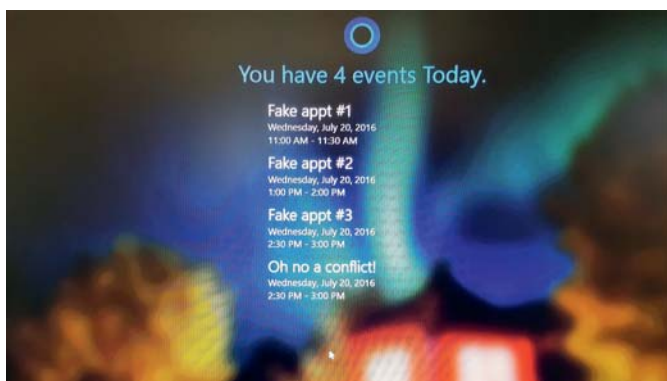 You have 4 events Today.
Fake appt #1
Wednesday, July 20, 2016
11:00 AM - 11:30 AM
Fake appt #2
Wednesday, July 20, 2016
1:00 PM - 2:00 PM
Fake appt #3
Wednesday, July 20, 2016
2:30 PM - 3:00 PM
Oh no a conflict!
Wednesday, July 20, 2016
2:30 PM - 3:00 PM